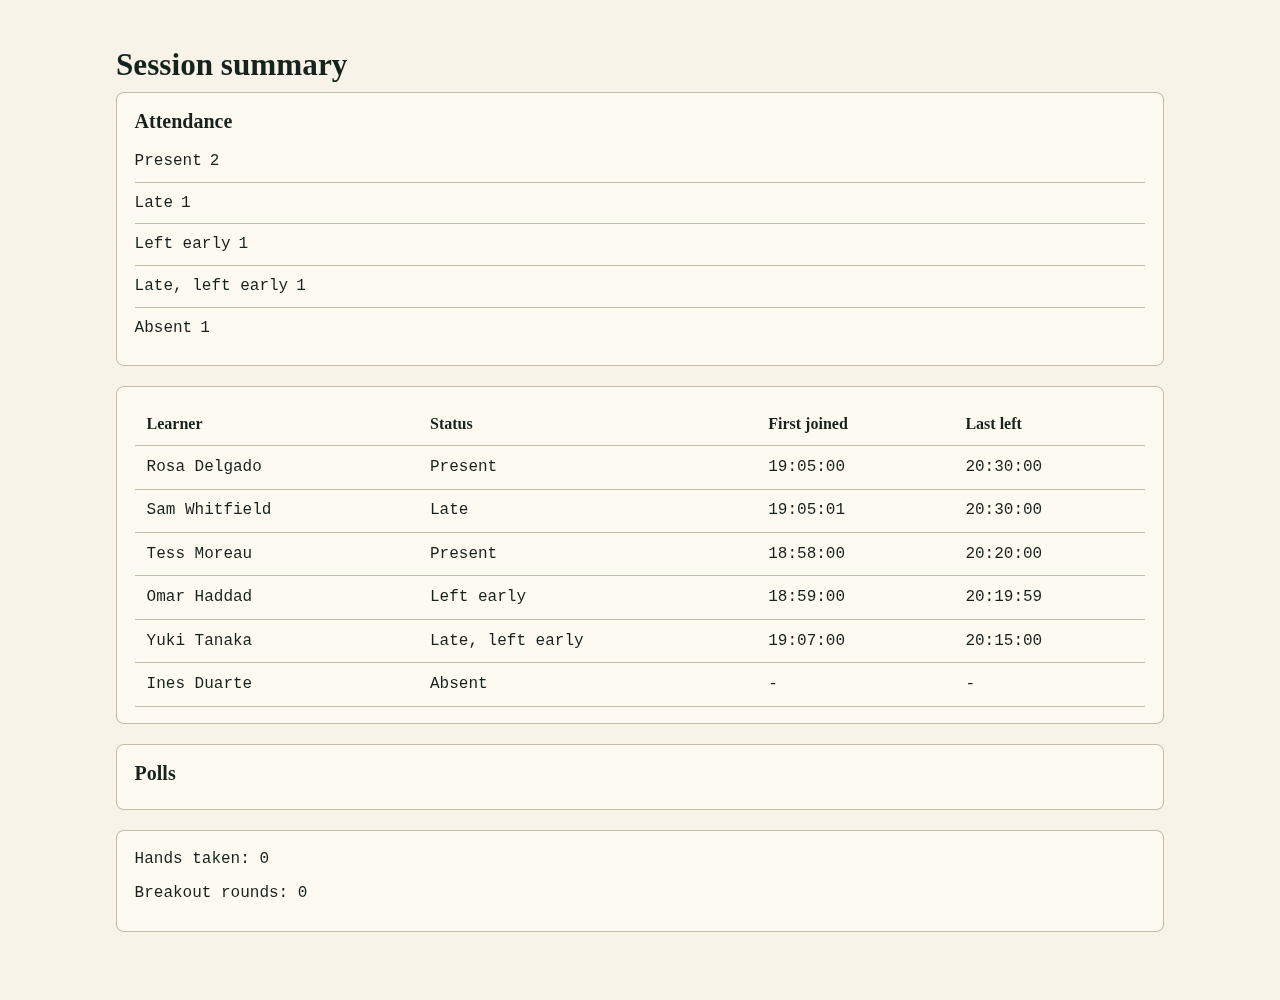 Session summary
Attendance
Present 2
Late 1
Left early 1
Late, left early 1
Absent 1
Learner Status First joined Last left
Rosa Delgado Present 19:05:00 20:30:00
Sam Whitfield Late 19:05:01 20:30:00
Tess Moreau Present 18:58:00 20:20:00
Omar Haddad Left early 18:59:00 20:19:59
Yuki Tanaka Late, left early 19:07:00 20:15:00
Ines Duarte Absent - -
Polls
Hands taken: 0
Breakout rounds: 0